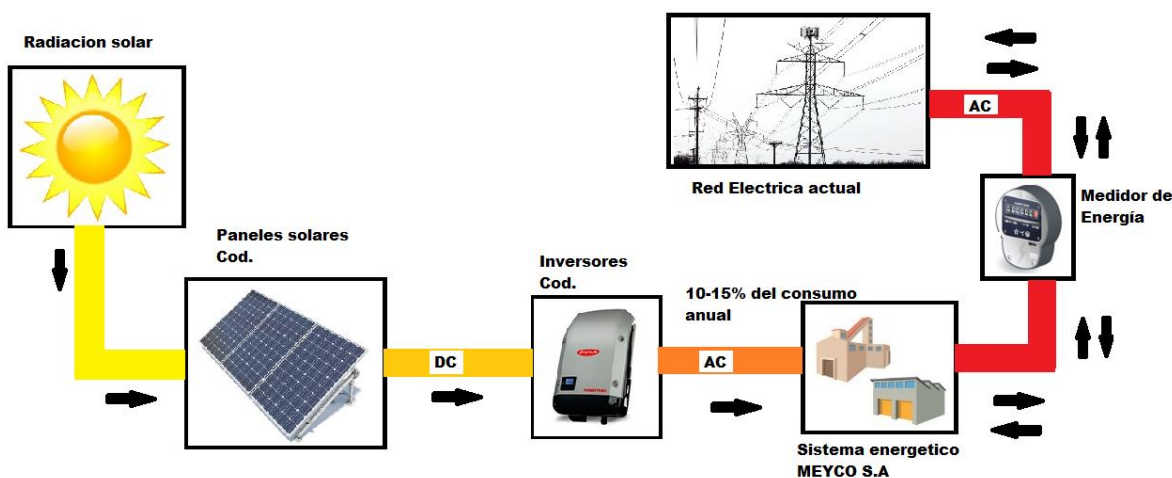 Radiacion solar
Paneles solares
Cod.
DC
Inversores
Cod.
10-15% del consumo
anual
AC
Sistema energetico
MEYCO S.A
Medidor de
Energía
AC
Red Electrica actual